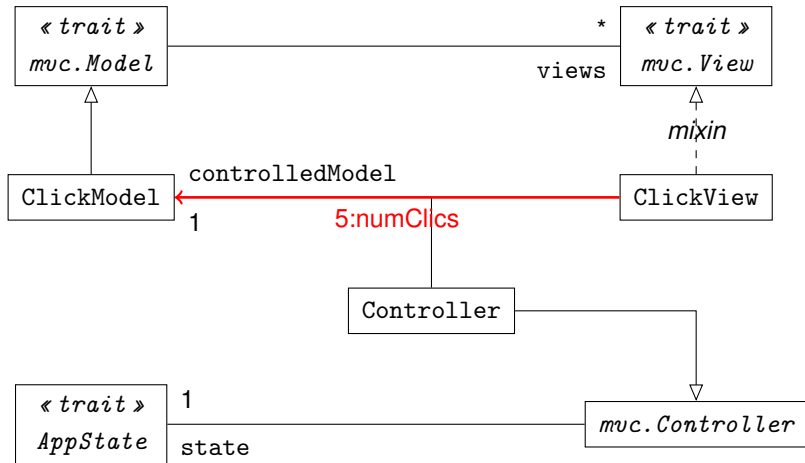 « trait »
mvc.Model
*
views
« trait »
mvc.View
mixin
ClickModel
controlledModel
1
5:numClics
ClickView
Controller
« trait »
AppState
1
state
mvc.Controller